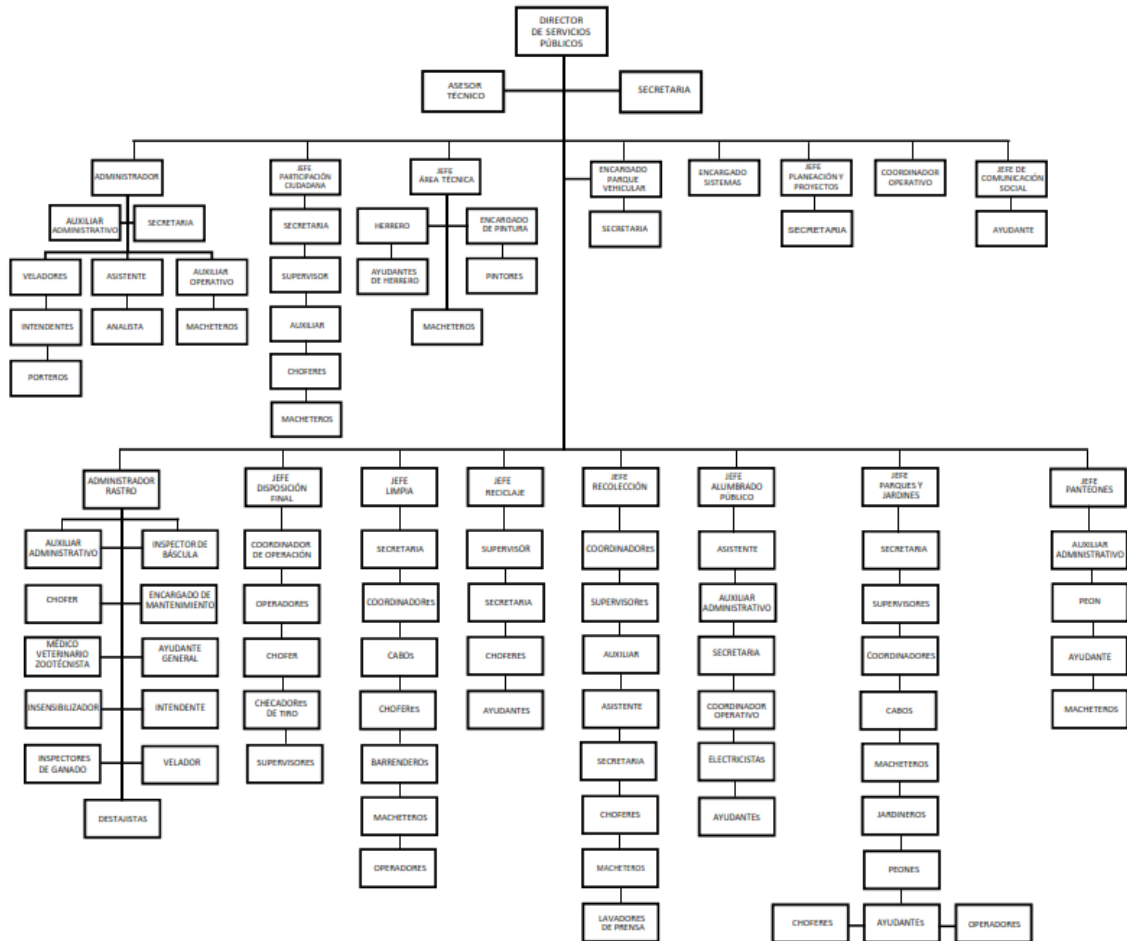 DIRECTOR
DE SERVICIOS
PÚBLICOS
ASESOR
TÉCNICO
SECRETARIA
ADMINISTRADOR
AUXILIAR
ADMINISTRATIVO
SECRETARIA
VELADORES
INTENDENTES
PORTEROS
ASISTENTE
ANALISTA
AUXILIAR
OPERATIVO
MACHETEROS
JEFE
PARTICIPACIÓN
CIUDADANA
SECRETARIA
SUPERVISOR
AUXILIAR
CHOFERES
MACHETEROS
JEFE
ÁREA TÉCNICA
HERRERO
AYUDANTES
DE HERRERO
ENCARGADO
DE PINTURA
PINTORES
MACHETEROS
ENCARGADO
PARQUE
VEHICULAR
SECRETARIA
ENCARGADO
SISTEMAS
JEFE
PLANEACIÓN Y
PROYECTOS
SECRETARIA
COORDINADOR
OPERATIVO
JEFE DE
COMUNICACIÓN
SOCIAL
AYUDANTE
ADMINISTRADOR
RASTRO
AUXILIAR
ADMINISTRATIVO
INSPECTOR DE
BÁSCULA
CHOFER
ENCARGADO DE
MANTENIMIENTO
MÉDICO
VETERINARIO
ZOOTÉCNISTA
AYUDANTE
GENERAL
INSENSIBILIZADOR
INTENDENTE
INSPECTORES
DE GANADO
VELADOR
DESTAJISTAS
JEFE
DISPOSICIÓN
FINAL
COORDINADOR
DE OPERACIÓN
OPERADORES
CHOFER
CHECADORES
DE TIRO
SUPERVISORES
JEFE
LIMPIA
SECRETARIA
COORDINADORES
CABOS
CHOFERES
BARRENDEROS
MACHETEROS
OPERADORES
JEFE
RECICLAJE
SUPERVISOR
SECRETARIA
CHOFERES
AYUDANTES
JEFE
RECOLECCIÓN
COORDINADORES
SUPERVISORES
AUXILIAR
ASISTENTE
SECRETARIA
CHOFERES
MACHETEROS
LAVADORES
DE PRENSA
JEFE
ALUMBRADO
PÚBLICO
ASISTENTE
AUXILIAR
ADMINISTRATIVO
SECRETARIA
COORDINADOR
OPERATIVO
ELECTRICISTAS
AYUDANTES
JEFE
PARQUES Y
JARDINES
SECRETARIA
SUPERVISORES
COORDINADORES
CABOS
MACHETEROS
JARDINEROS
PEONES
CHOFERES
AYUDANTES
OPERADORES
JEFE
PANTEONES
AUXILIAR
ADMINISTRATIVO
PEON
AYUDANTE
MACHETEROS